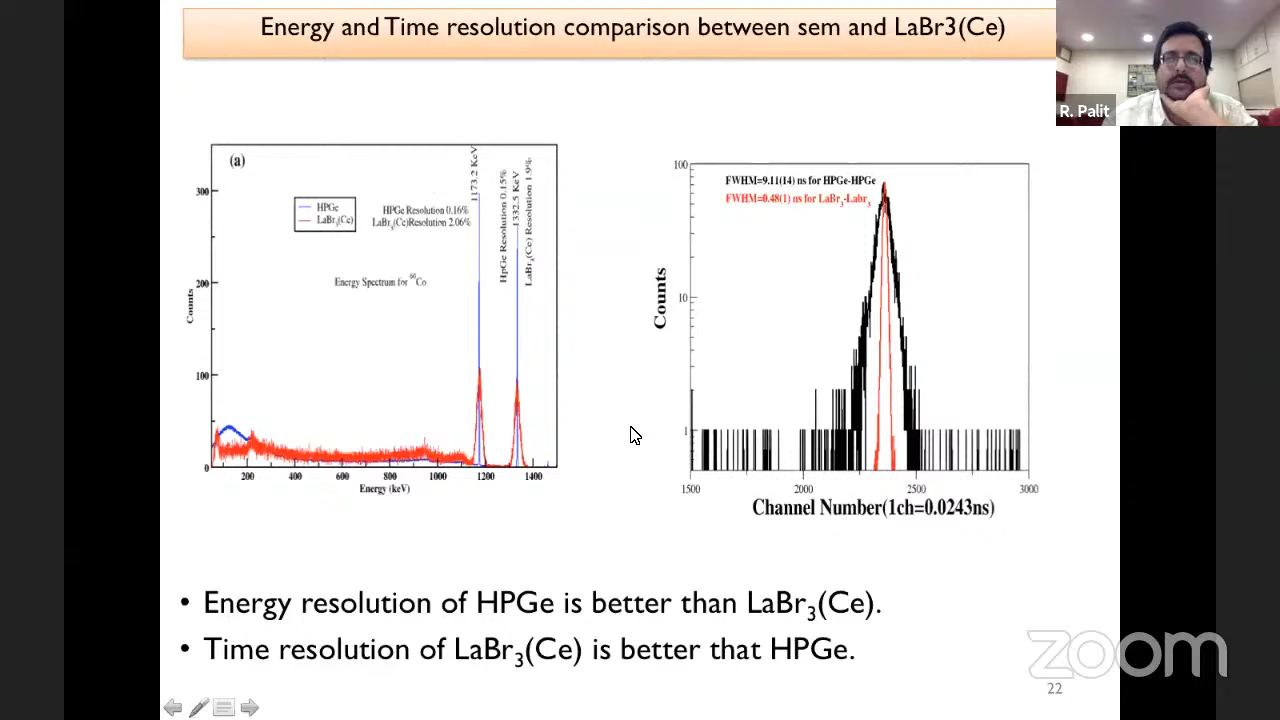 Energy and Time resolution comparison between sem and LaBr3(Ce)
R. Palit
(a)
HPGe
LaBr3(Ce)
HPGe Resolution 0.16%
LaBr3(Ce)Resolution 2.06%
1173.2 KeV
HpGe Resolution 0.15%
1332.5 KeV
LaBr3(Ce) Resolution 1.9%
Energy Spectrum for 60Co
Counts
300
200
100
0
200 400 600 800 1000 1200 1400
Energy (keV)
FWHM=9.11(14) ns for HPGe-HPGe
FWHM=0.48(1) ns for LaBr3-Labr3
Counts
100
10
1
1500 2000 2500 3000
Channel Number(1ch=0.0243ns)
• Energy resolution of HPGe is better than LaBr3(Ce).
• Time resolution of LaBr3(Ce) is better that HPGe.
zoom
22